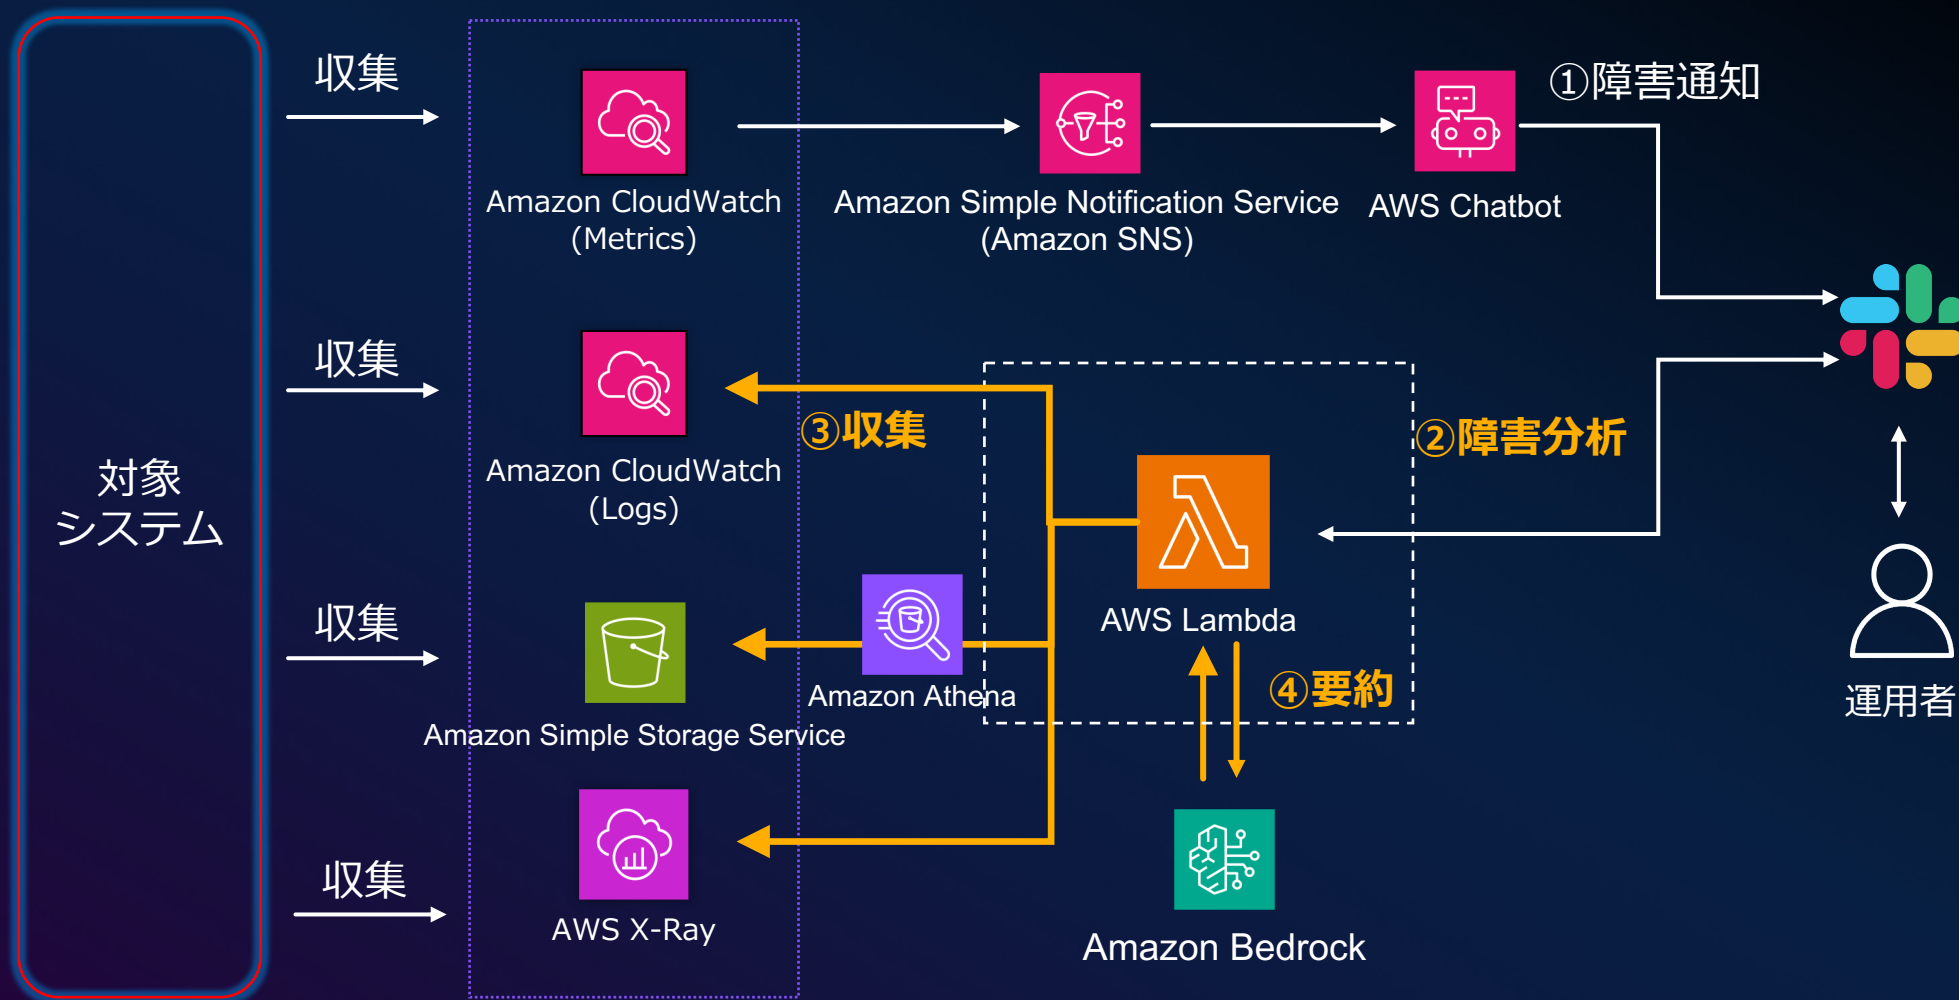 収集
Amazon CloudWatch
(Metrics)
Amazon Simple Notification Service
(Amazon SNS)
AWS Chatbot
①障害通知
収集
Amazon CloudWatch
(Logs)
③収集
②障害分析
対象
システム
収集
Amazon Simple Storage Service
Amazon Athena
AWS Lambda
④要約
運用者
収集
AWS X-Ray
Amazon Bedrock